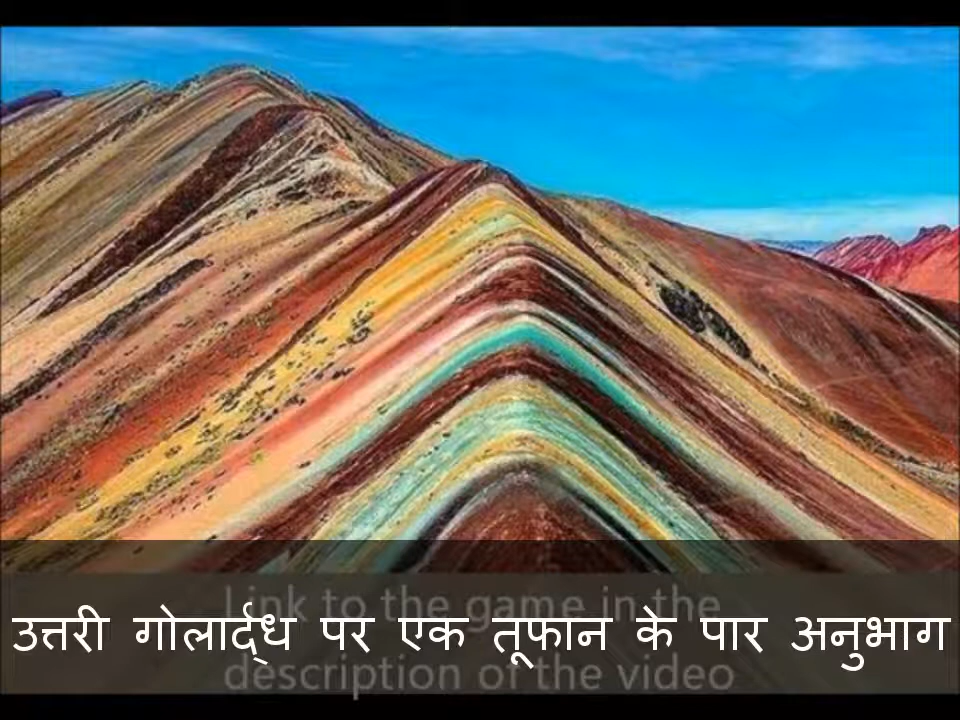 Link to the game in the
उत्तरी गोलार्द्ध पर एक तूफान के पार अनुभाग
description of the video